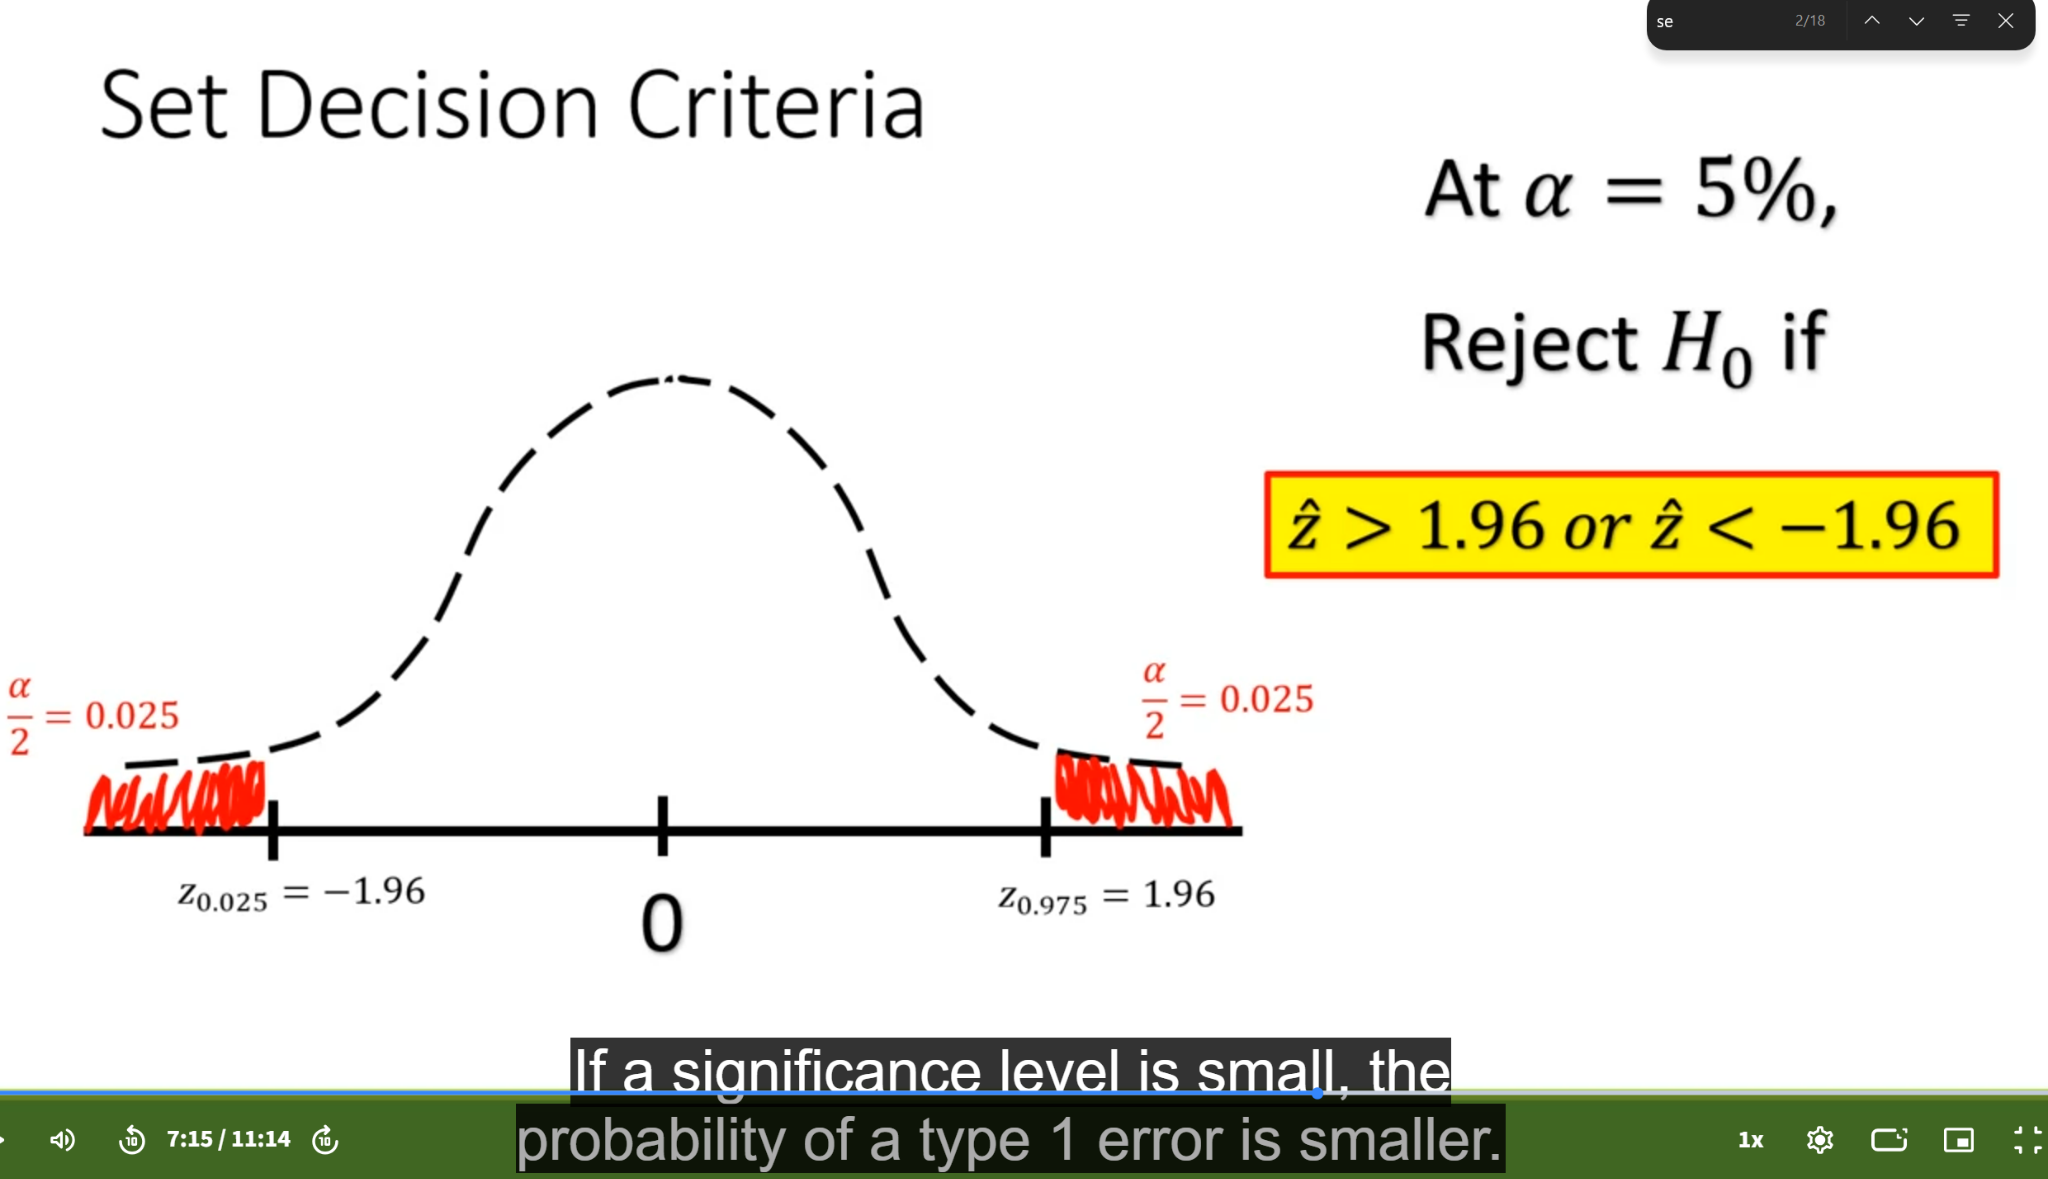 se 2/18
Set Decision Criteria
At α = 5%,
Reject H₀ if
ẑ > 1.96 or ẑ < −1.96
α/2 = 0.025
α/2 = 0.025
z₀.₀₂₅ = −1.96
0
z₀.₉₇₅ = 1.96
If a significance level is small, the
probability of a type 1 error is smaller.
10 7:15 / 11:14 10 1x